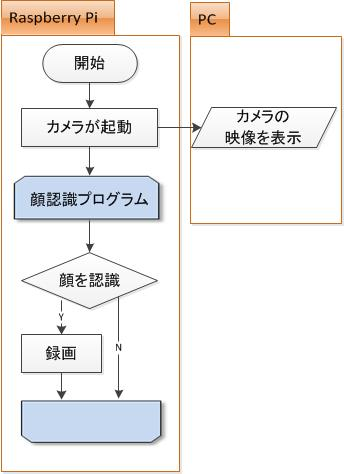 Raspberry Pi
PC
開始
カメラが起動
カメラの
映像を表示
顔認識プログラム
顔を認識
Y
N
録画